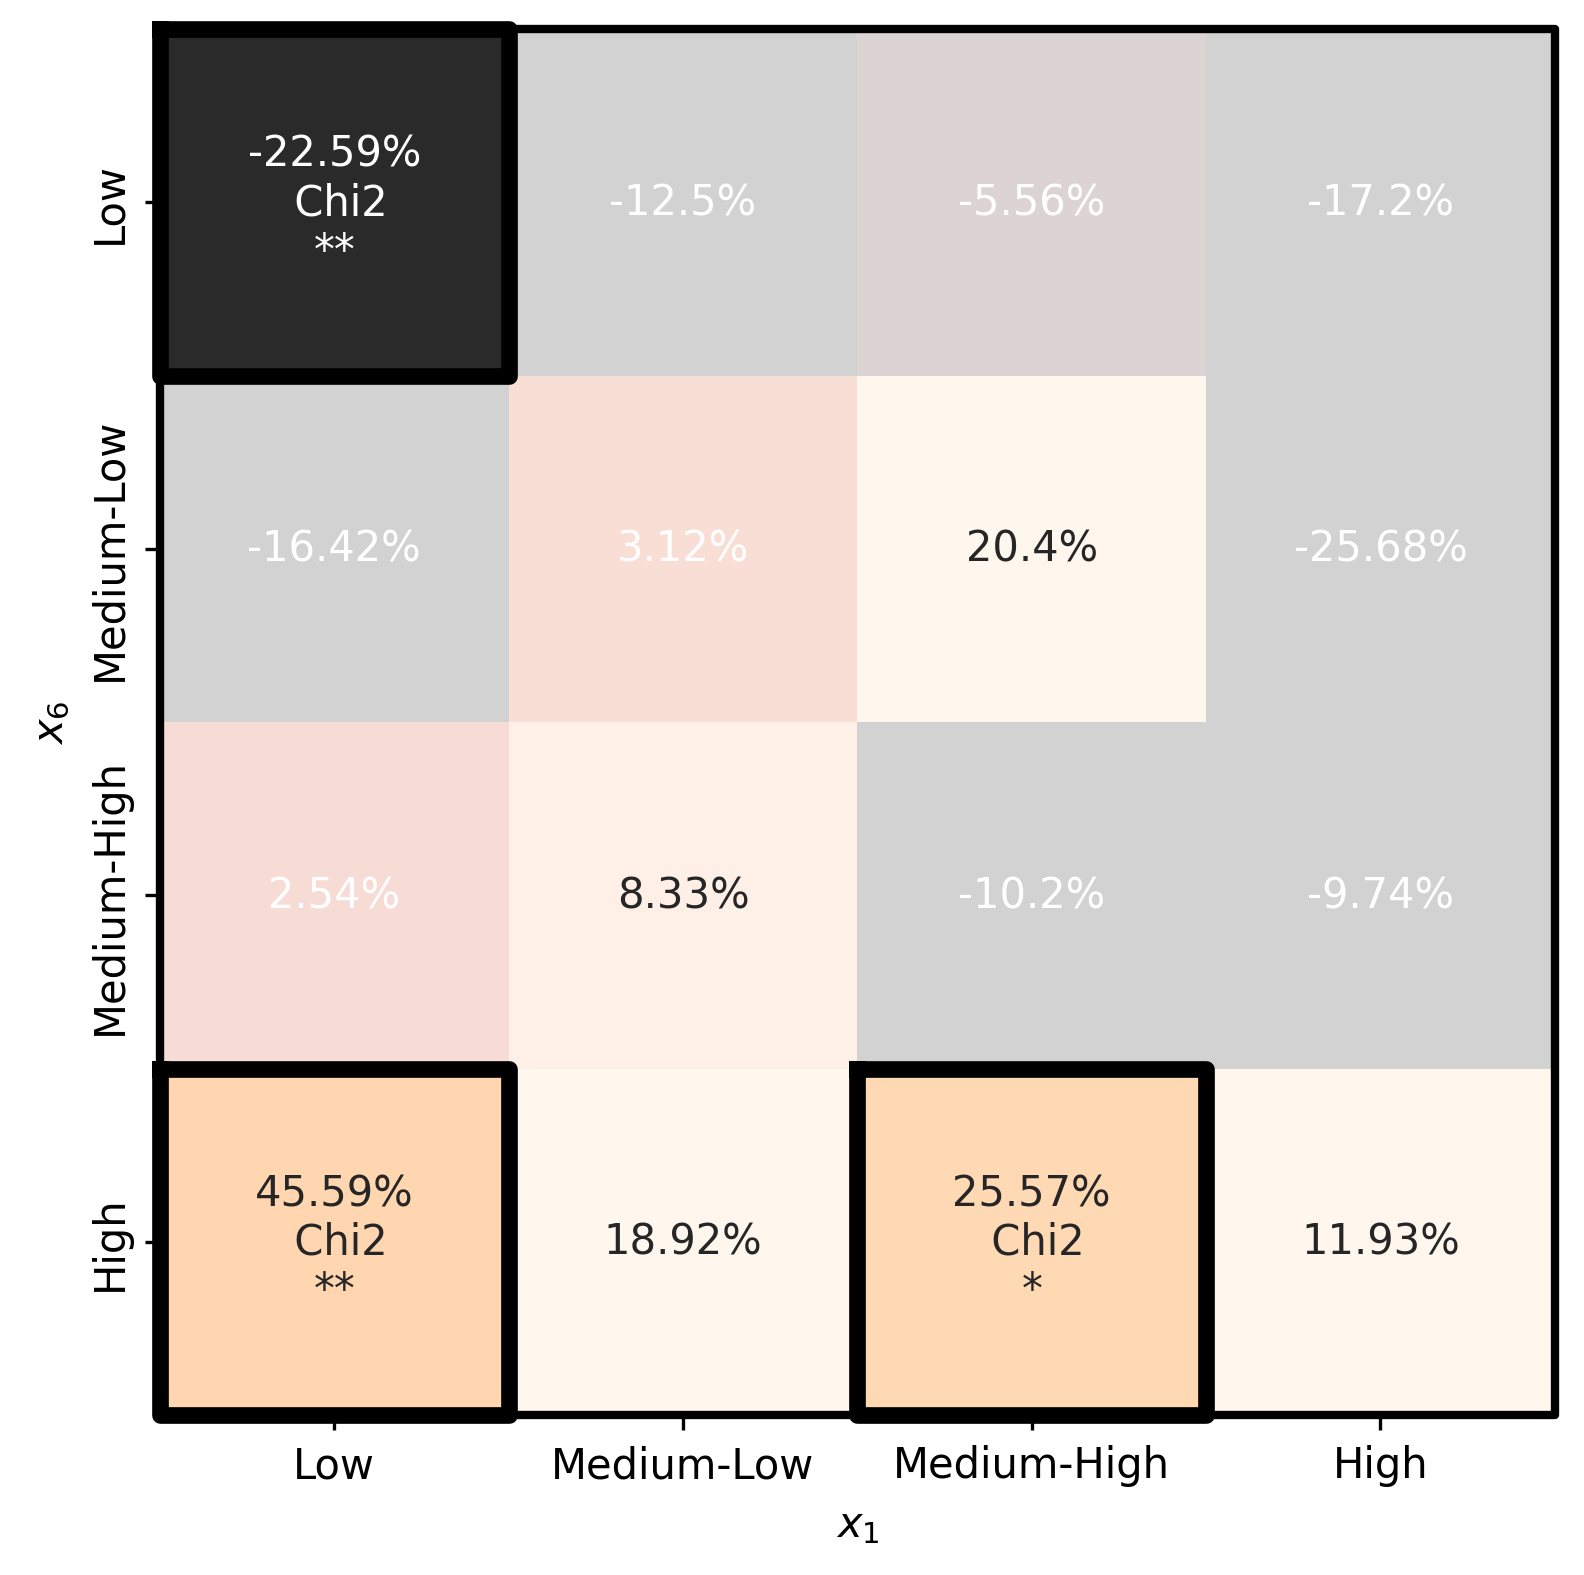 Low
-22.59%
Chi2
**
-12.5%
-5.56%
-17.2%
Medium-Low
-16.42%
3.12%
20.4%
-25.68%
x₆
Medium-High
2.54%
8.33%
-10.2%
-9.74%
High
45.59%
Chi2
**
18.92%
25.57%
Chi2
*
11.93%
Low
Medium-Low
Medium-High
High
x₁